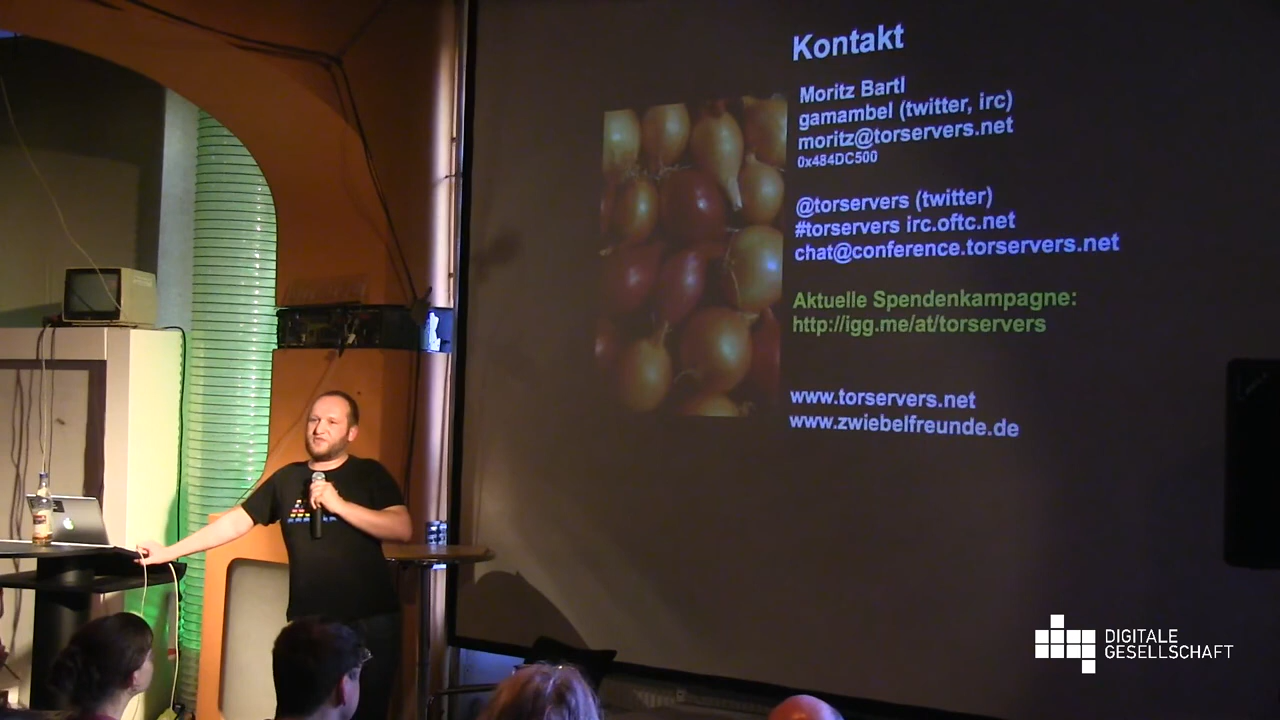 Kontakt
Moritz Bartl
gamambel (twitter, irc)
moritz@torservers.net
0x484DC500
@torservers (twitter)
#torservers irc.oftc.net
chat@conference.torservers.net
Aktuelle Spendenkampagne:
http://igg.me/at/torservers
www.torservers.net
www.zwiebelfreunde.de
DIGITALE
GESELLSCHAFT